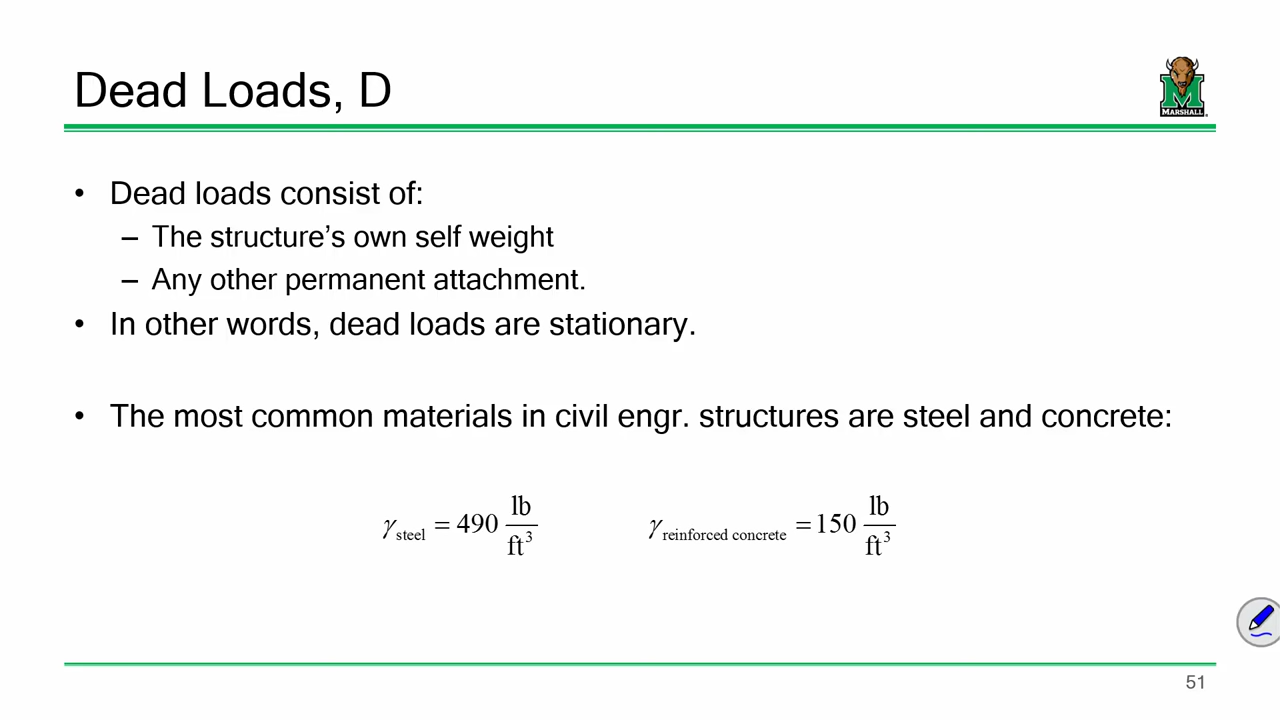 Dead Loads, D
MARSHALL
• Dead loads consist of:
– The structure’s own self weight
– Any other permanent attachment.
• In other words, dead loads are stationary.
• The most common materials in civil engr. structures are steel and concrete:
γ steel = 490 lb/ft³ γ reinforced concrete = 150 lb/ft³
51